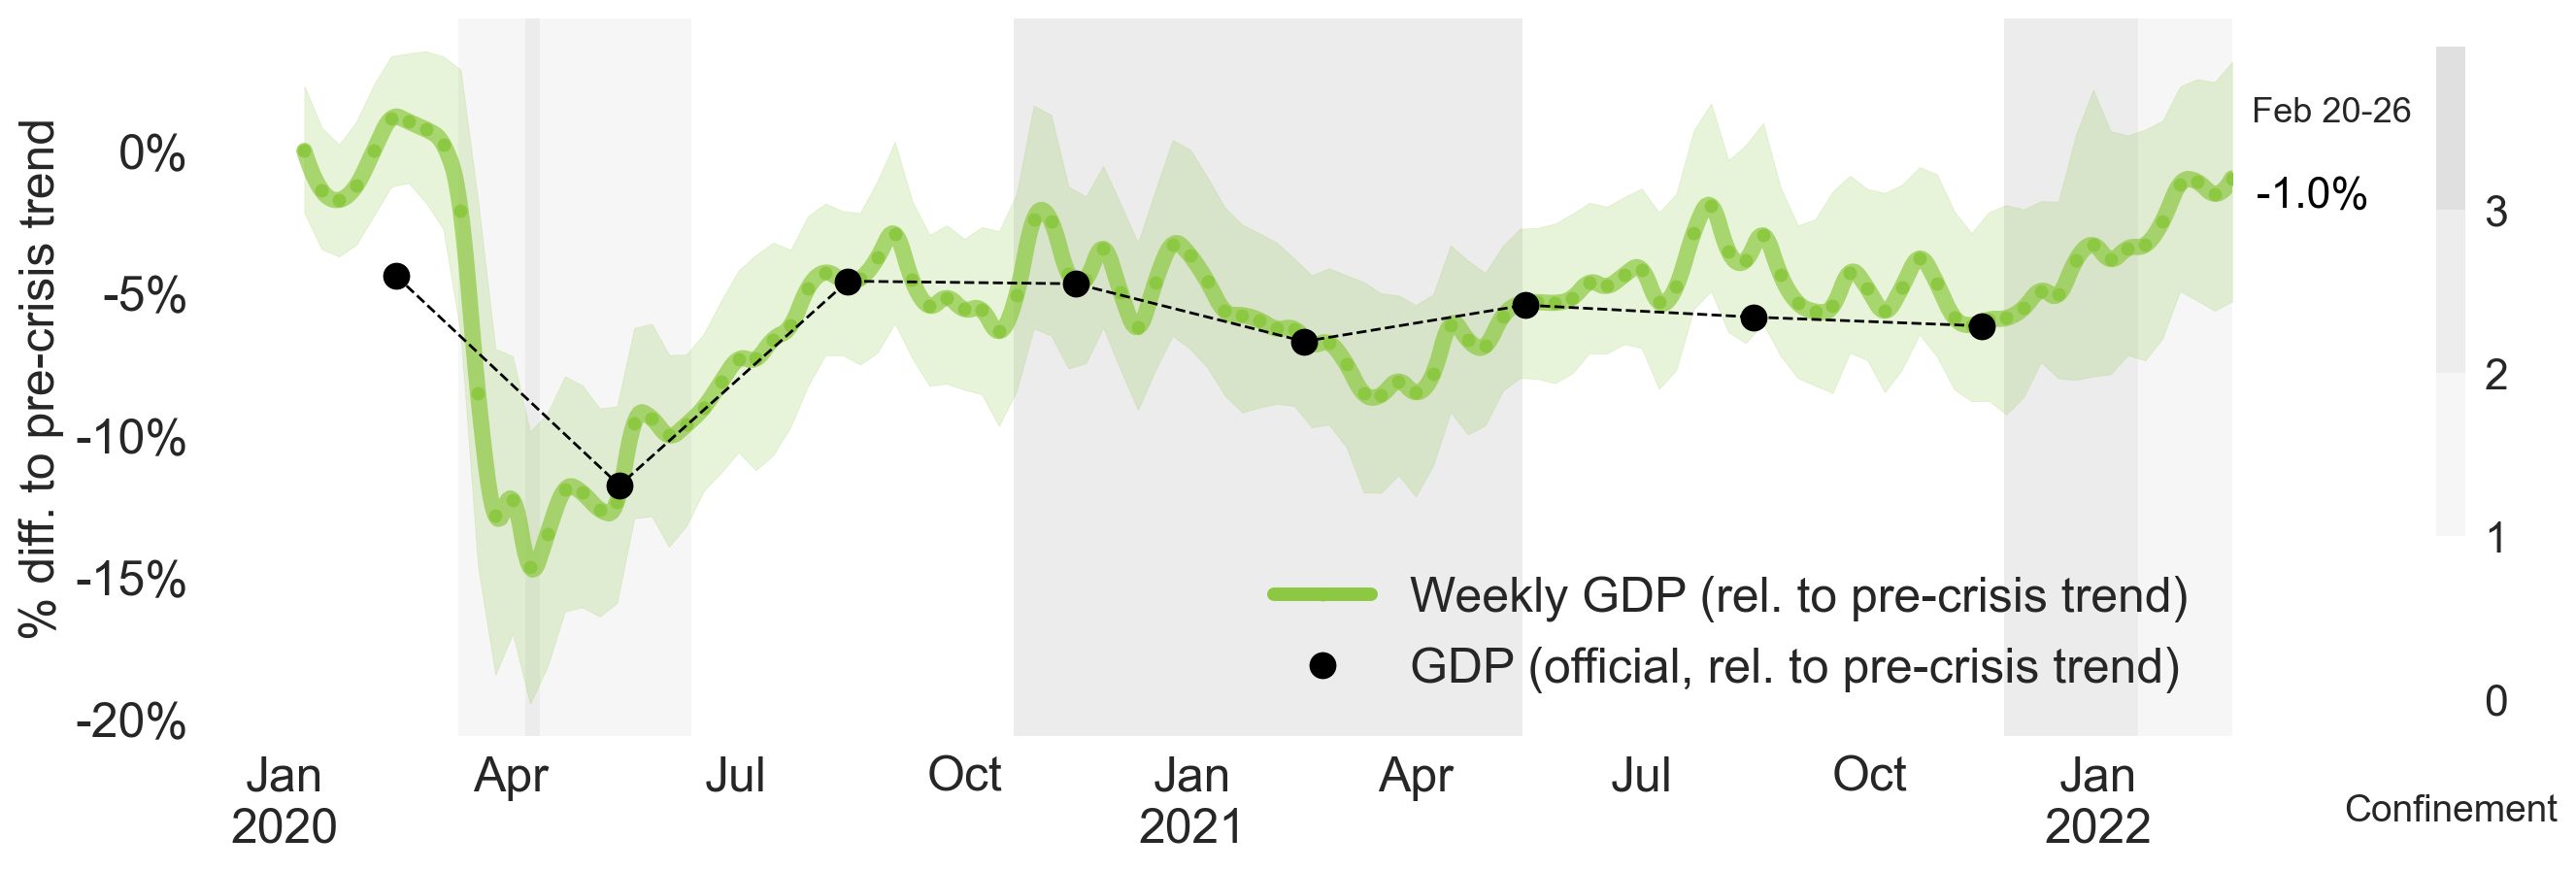 % diff. to pre-crisis trend
0%
-5%
-10%
-15%
-20%
Jan
2020
Apr
Jul
Oct
Jan
2021
Apr
Jul
Oct
Jan
2022
Weekly GDP (rel. to pre-crisis trend)
GDP (official, rel. to pre-crisis trend)
Feb 20-26
-1.0%
3
2
1
0
Confinement